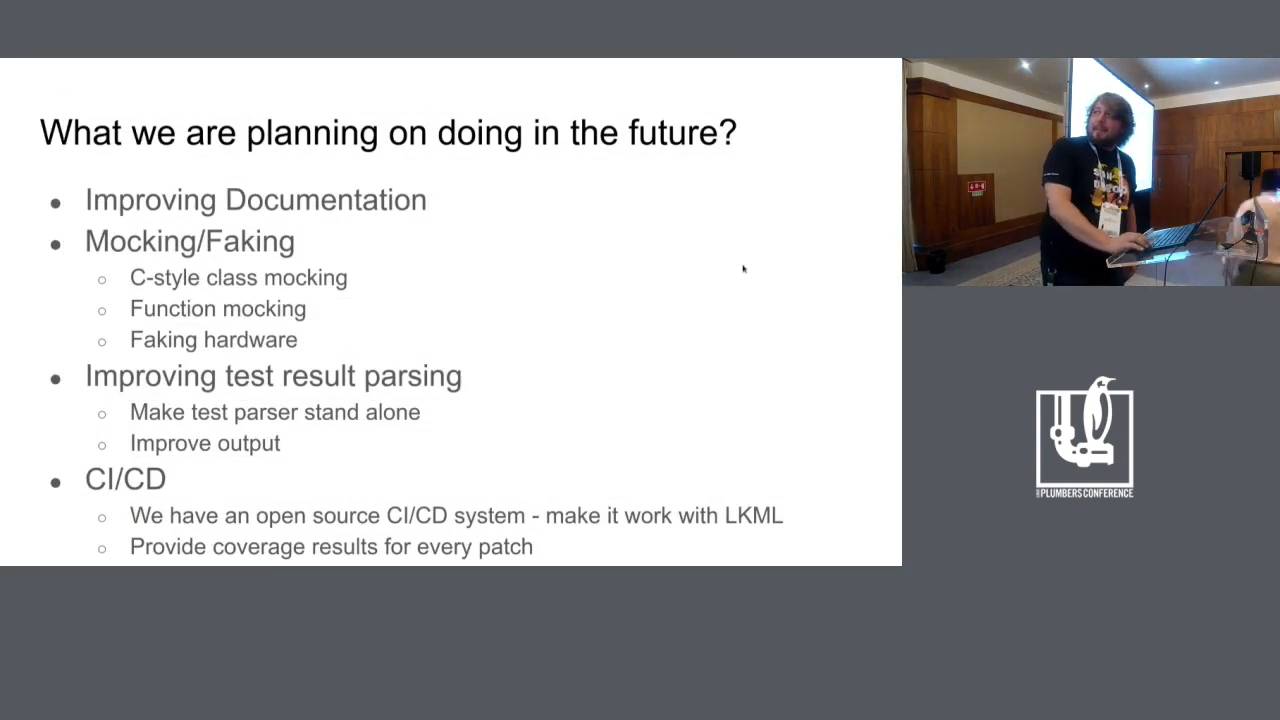 What we are planning on doing in the future?
● Improving Documentation
● Mocking/Faking
○ C-style class mocking
○ Function mocking
○ Faking hardware
● Improving test result parsing
○ Make test parser stand alone
○ Improve output
● CI/CD
○ We have an open source CI/CD system - make it work with LKML
○ Provide coverage results for every patch
SAN
DIEGO
PLUMBERS CONFERENCE